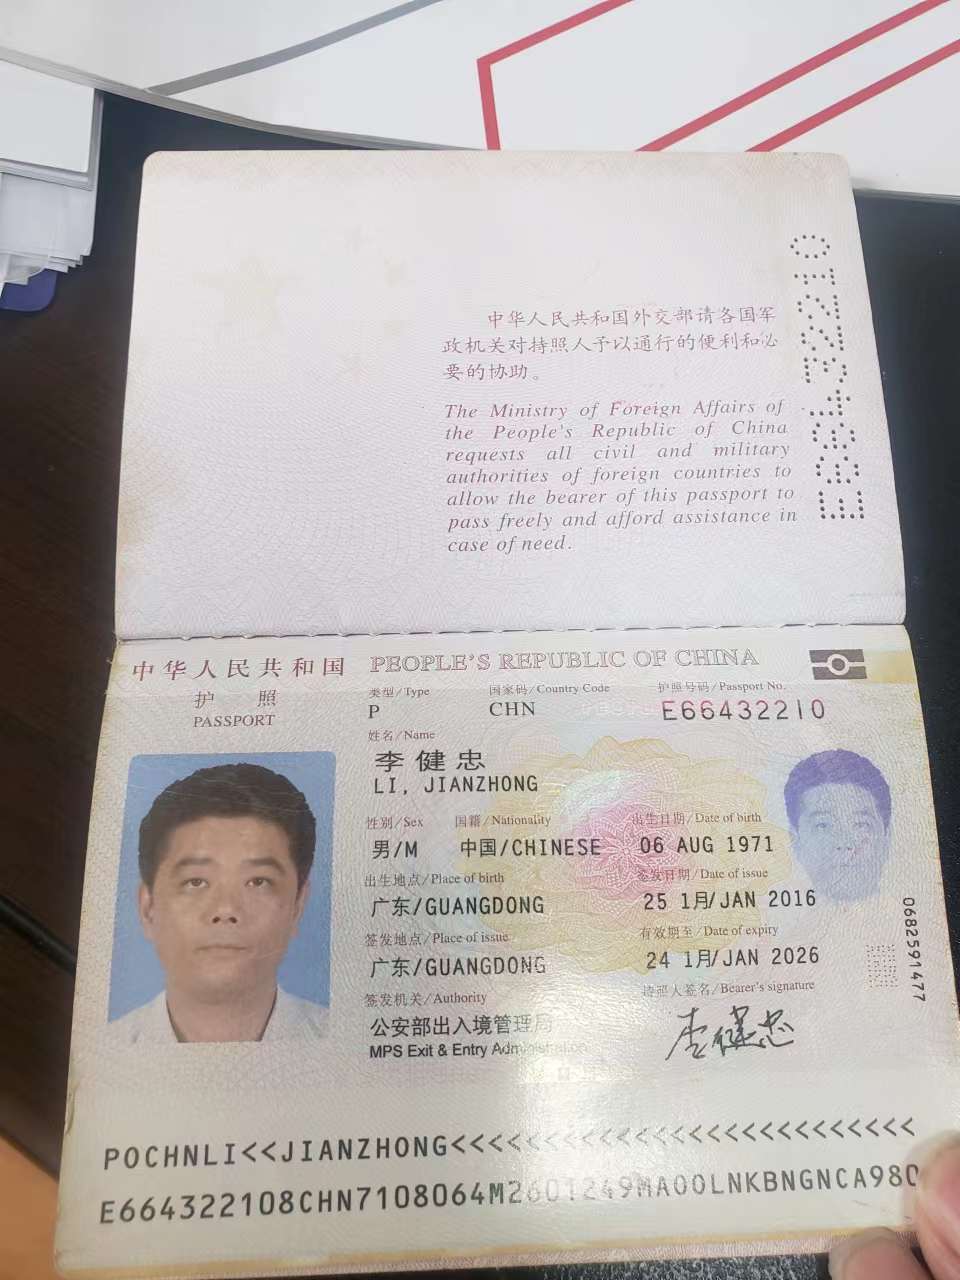 中华人民共和国外交部请各国军
政机关对持照人予以通行的便利和必
要的协助。
The Ministry of Foreign Affairs of
the People's Republic of China
requests all civil and military
authorities of foreign countries to
allow the bearer of this passport to
pass freely and afford assistance in
case of need.
E66432210
中华人民共和国 PEOPLE'S REPUBLIC OF CHINA
护照
PASSPORT
类型/Type 国家码/Country Code 护照号码/Passport No.
P CHN E66432210
姓名/Name
李健忠
LI, JIANZHONG
性别/Sex 国籍/Nationality 出生日期/Date of birth
男/M 中国/CHINESE 06 AUG 1971
出生地点/Place of birth 签发日期/Date of issue
广东/GUANGDONG 25 1月/JAN 2016
签发地点/Place of issue 有效期至/Date of expiry
广东/GUANGDONG 24 1月/JAN 2026
签发机关/Authority 持照人签名/Bearer's signature
公安部出入境管理局 李健忠
MPS Exit & Entry Administration
0682591477
POCHNLI<<JIANZHONG<<<<<<<<<<<<<<<<<<<<<<<<<<
E664322108CHN7108064M2601249MA00LNKBNGNCA980